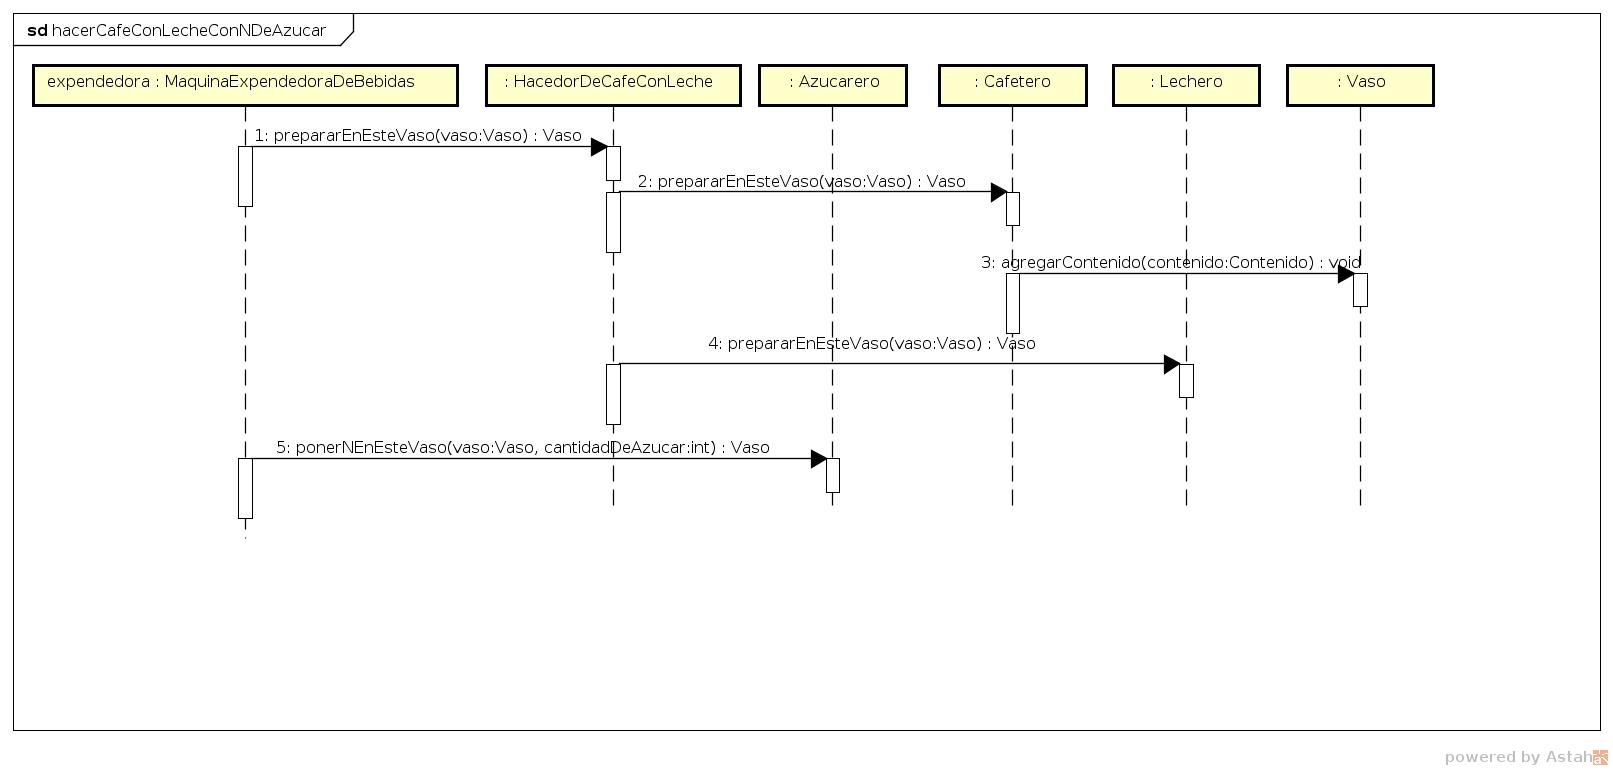 sd hacerCafeConLecheConNDeAzucar
expendedora : MaquinaExpendedoraDeBebidas
: HacedorDeCafeConLeche
: Azucarero
: Cafetero
: Lechero
: Vaso
1: prepararEnEsteVaso(vaso:Vaso) : Vaso
2: prepararEnEsteVaso(vaso:Vaso) : Vaso
3: agregarContenido(contenido:Contenido) : void
4: prepararEnEsteVaso(vaso:Vaso) : Vaso
5: ponerNEnEsteVaso(vaso:Vaso, cantidadDeAzucar:int) : Vaso
powered by Astah